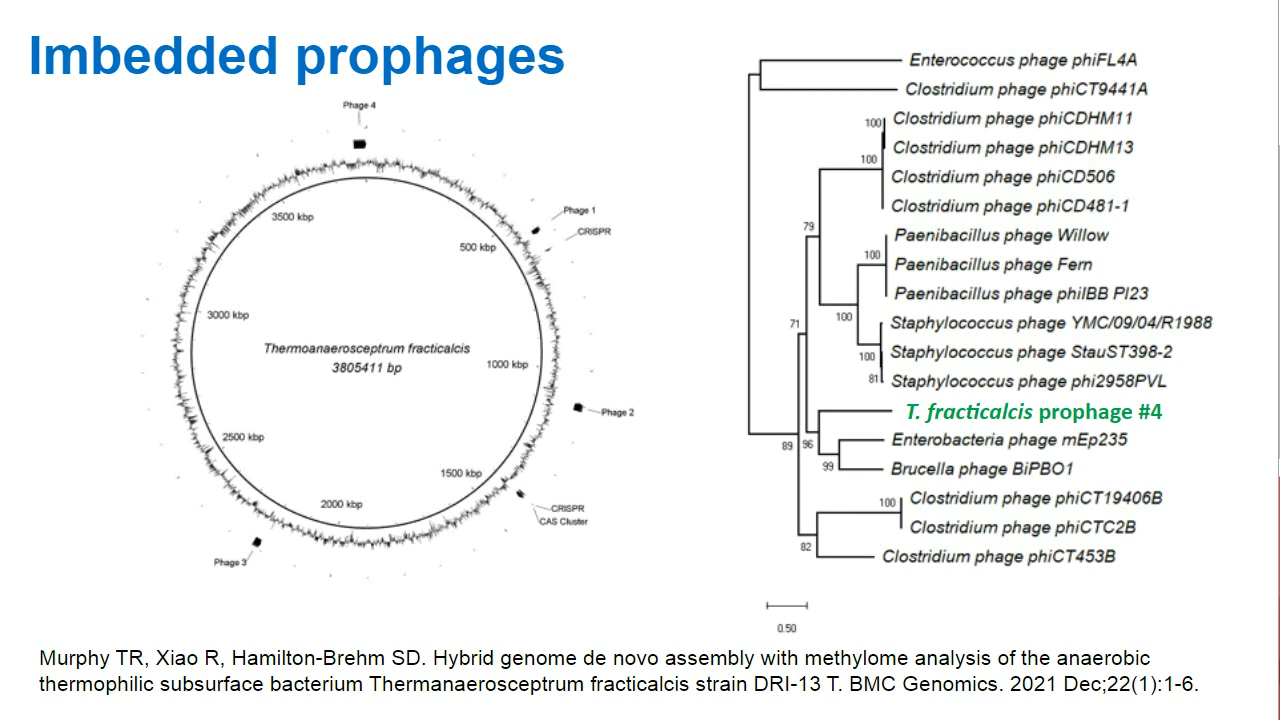 Imbedded prophages
Phage 4
Phage 1
CRISPR
3500 kbp
500 kbp
3000 kbp
Thermoanaerosceptrum fracticalcis
3805411 bp
1000 kbp
Phage 2
2500 kbp
1500 kbp
2000 kbp
CRISPR
CAS Cluster
Phage 3
Enterococcus phage phiFL4A
Clostridium phage phiCT9441A
100
Clostridium phage phiCDHM11
Clostridium phage phiCDHM13
100
Clostridium phage phiCD506
Clostridium phage phiCD481-1
79
Paenibacillus phage Willow
100
Paenibacillus phage Fern
Paenibacillus phage phiIBB Pl23
100
71
Staphylococcus phage YMC/09/04/R1988
100
Staphylococcus phage StauST398-2
81
Staphylococcus phage phi2958PVL
T. fracticalcis prophage #4
89
96
Enterobacteria phage mEp235
99
Brucella phage BiPBO1
100
Clostridium phage phiCT19406B
Clostridium phage phiCTC2B
82
Clostridium phage phiCT453B
0.50
Murphy TR, Xiao R, Hamilton-Brehm SD. Hybrid genome de novo assembly with methylome analysis of the anaerobic
thermophilic subsurface bacterium Thermanaerosceptrum fracticalcis strain DRI-13 T. BMC Genomics. 2021 Dec;22(1):1-6.